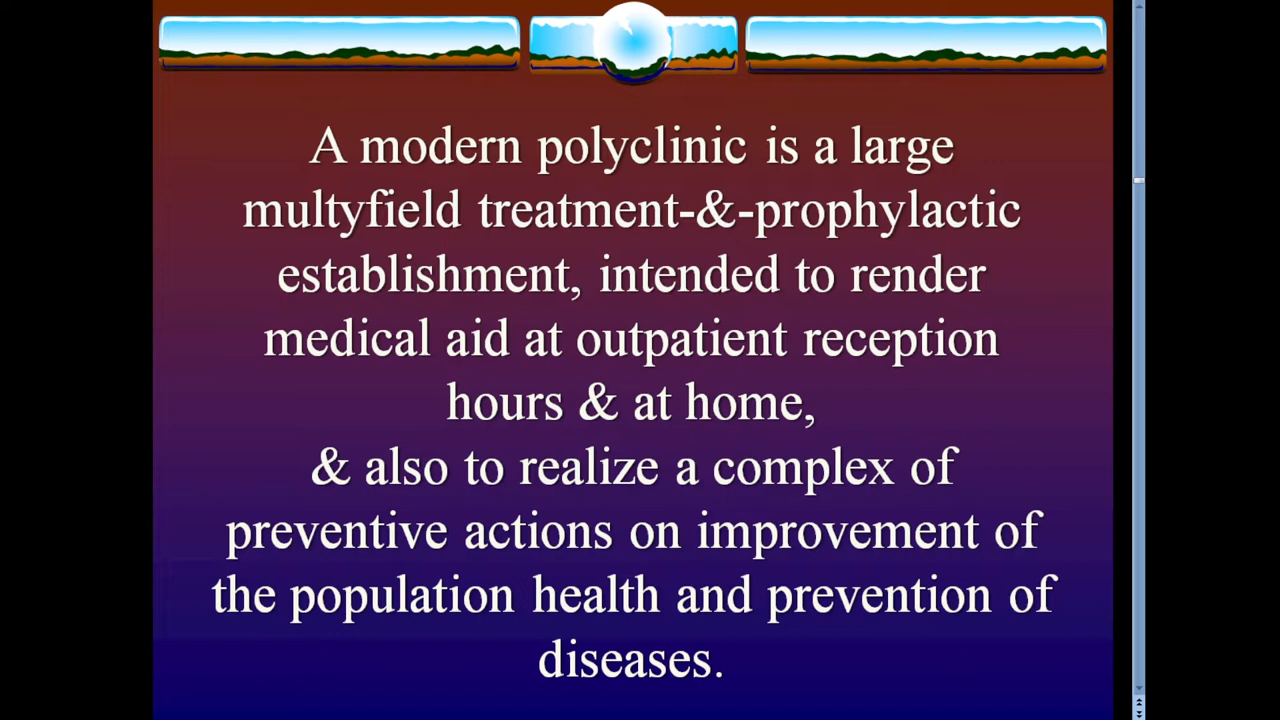 A modern polyclinic is a large
multyfield treatment-&-prophylactic
establishment, intended to render
medical aid at outpatient reception
hours & at home,
& also to realize a complex of
preventive actions on improvement of
the population health and prevention of
diseases.